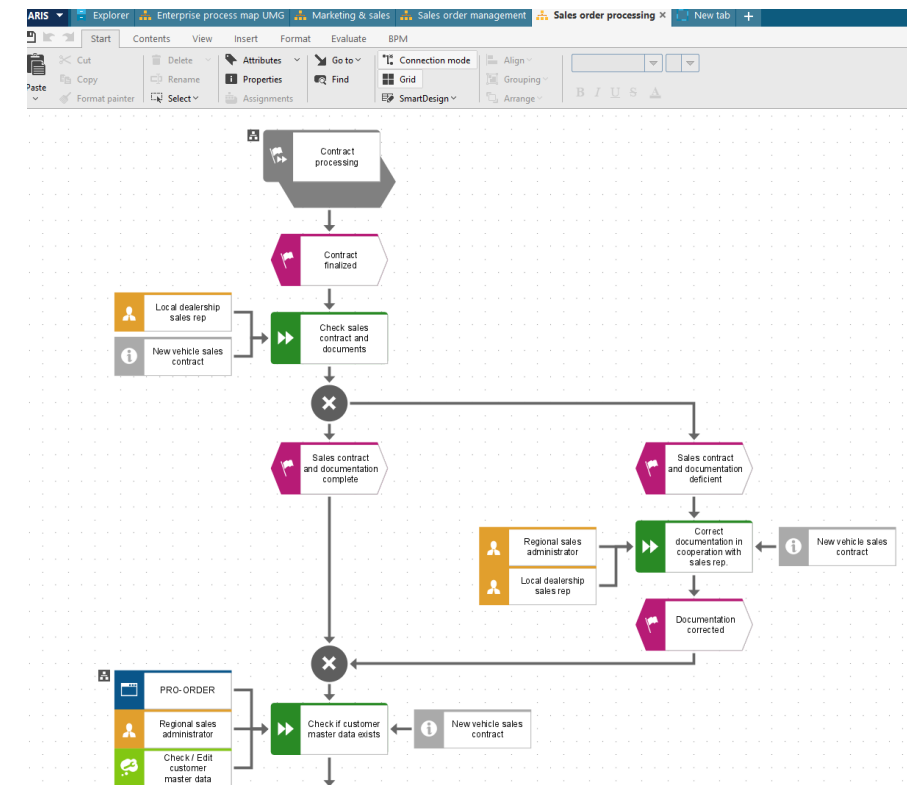 ARIS Explorer Enterprise process map UMG Marketing & sales Sales order management Sales order processing × New tab +
Start Contents View Insert Format Evaluate BPM
Paste
Cut
Copy
Format painter
Delete
Rename
Select
Attributes
Properties
Assignments
Go to
Find
Connection mode
Grid
SmartDesign
Align
Grouping
Arrange
B I U S A
Contract
processing
Contract
finalized
Local dealership
sales rep
New vehicle sales
contract
Check sales
contract and
documents
Sales contract
and documentation
complete
Sales contract
and documentation
deficient
Regional sales
administrator
Local dealership
sales rep
Correct
documentation in
cooperation with
sales rep.
New vehicle sales
contract
Documentation
corrected
PRO-ORDER
Regional sales
administrator
Check / Edit
customer
master data
Check if customer
master data exists
New vehicle sales
contract